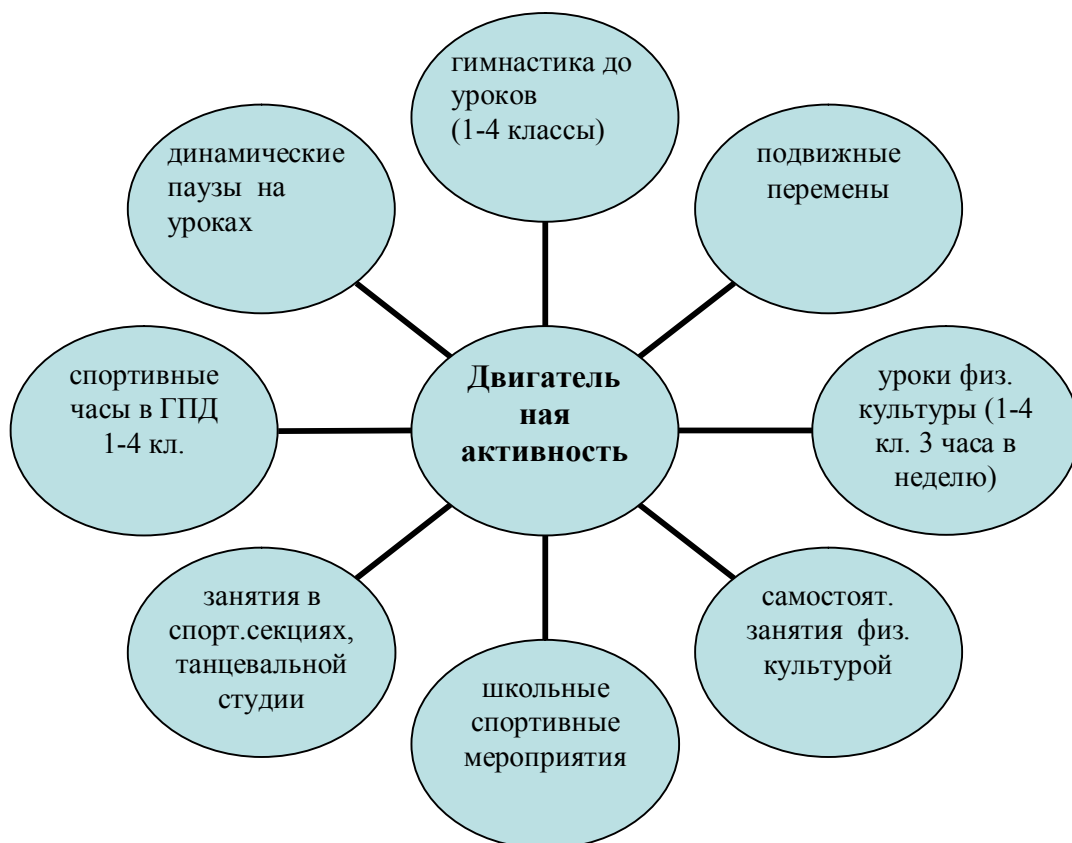 гимнастика до
уроков
(1-4 классы)
динамические
паузы на
уроках
подвижные
перемены
спортивные
часы в ГПД
1-4 кл.
Двигатель
ная
активность
уроки физ.
культуры (1-4
кл. 3 часа в
неделю)
занятия в
спорт.секциях,
танцевальной
студии
самостоят.
занятия физ.
культурой
школьные
спортивные
мероприятия